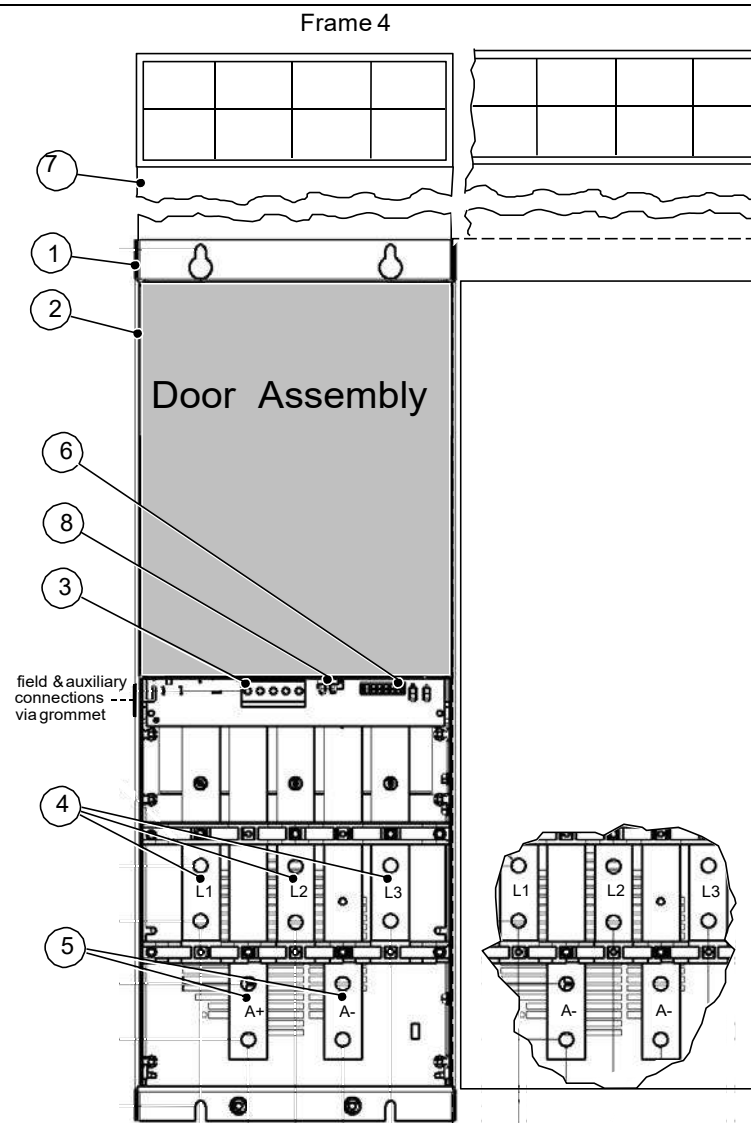 Frame 4
7
1
2
Door Assembly
6
8
3
field & auxiliary
connections
via grommet
4
L1 L2 L3
L1 L2 L3
5
A+ A-
A- A-